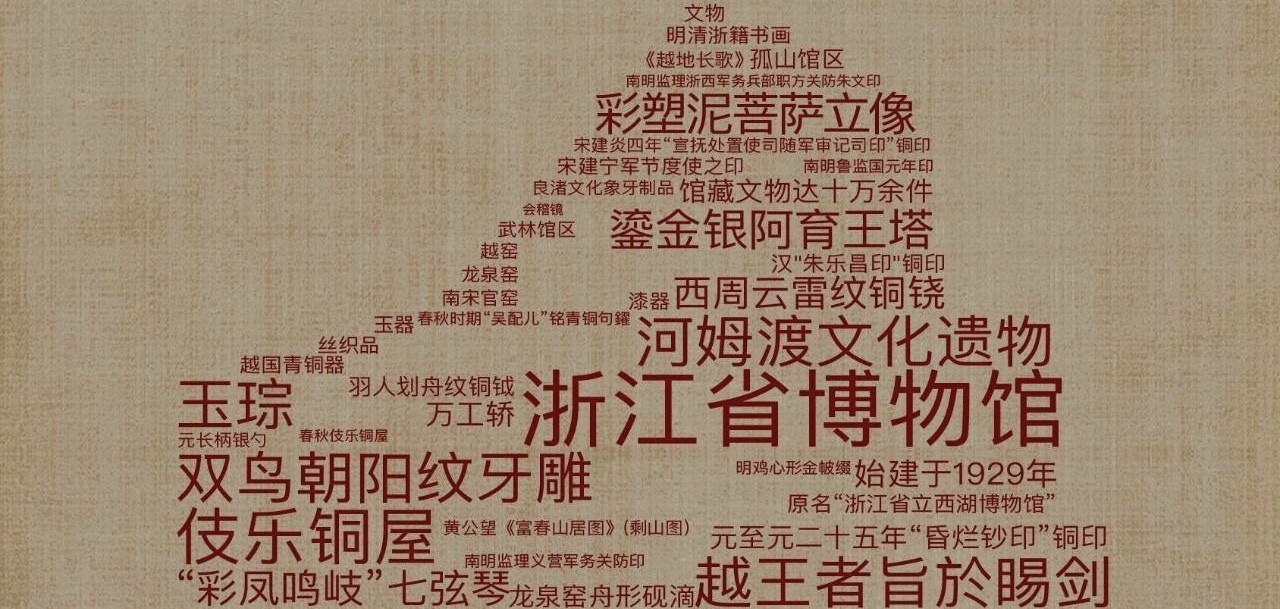 文物
明清浙籍书画
《越地长歌》 孤山馆区
南明监理浙西军务兵部职方关防朱文印
彩塑泥菩萨立像
宋建炎四年“宣抚处置使司随军审记司印”铜印
宋建宁军节度使之印 南明鲁监国元年印
良渚文化象牙制品 馆藏文物达十万余件
会稽镜
武林馆区 鎏金银阿育王塔
越窑
汉"朱乐昌印"铜印
龙泉窑
南宋官窑 漆器 西周云雷纹铜铙
玉器 春秋时期“吴配儿”铭青铜句鑃
丝织品 河姆渡文化遗物
越国青铜器
玉琮 羽人划舟纹铜钺
万工轿 浙江省博物馆
元长柄银勺 春秋伎乐铜屋
双鸟朝阳纹牙雕 明鸡心形金帔缀 始建于1929年
原名“浙江省立西湖博物馆”
伎乐铜屋 黄公望《富春山居图》(剩山图) 元至元二十五年“昏烂钞印”铜印
南明监理义营军务关防印
“彩凤鸣岐”七弦琴 龙泉窑舟形砚滴 越王者旨於睗剑